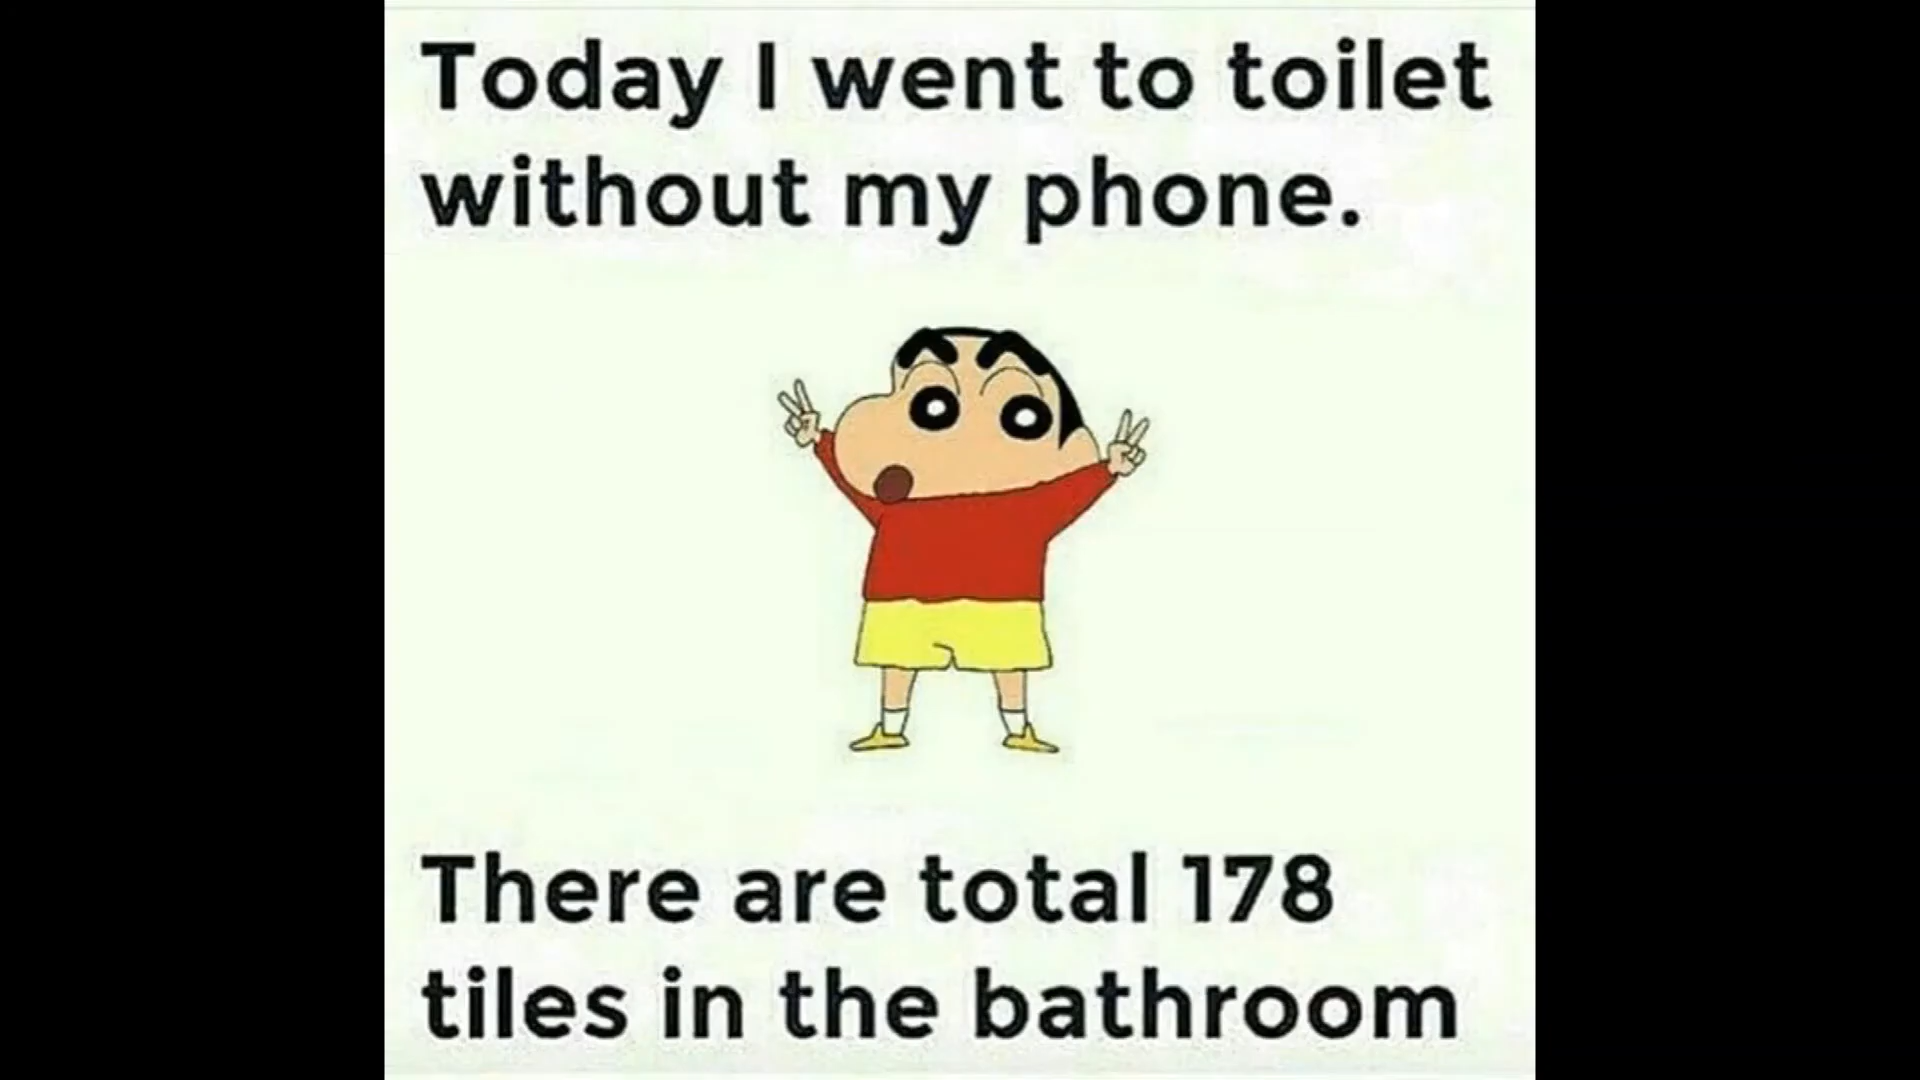 Today I went to toilet
without my phone.
There are total 178
tiles in the bathroom